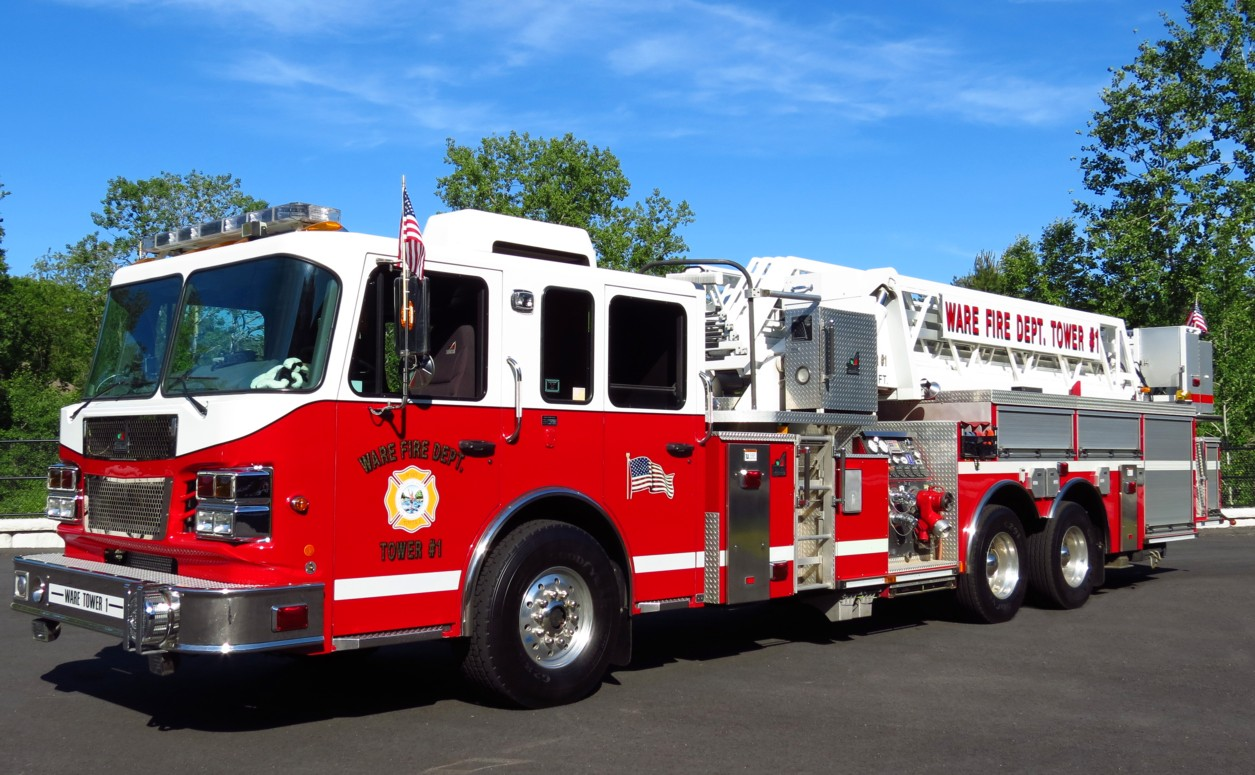 WARE FIRE DEPT. TOWER #1
WARE FIRE DEPT.
TOWER #1
WARE TOWER 1